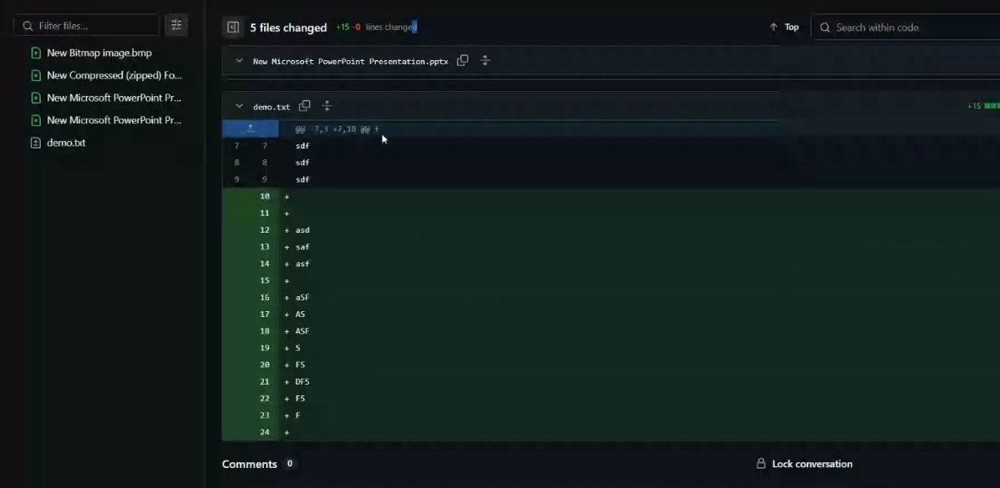 Filter files...
New Bitmap image.bmp
New Compressed (zipped) Fo...
New Microsoft PowerPoint Pr...
New Microsoft PowerPoint Pr...
demo.txt
5 files changed +15 -0 lines changed
Top
Search within code
New Microsoft PowerPoint Presentation.pptx
demo.txt
+15
@@ -7,3 +7,18 @@ f
7 7 sdf
8 8 sdf
9 9 sdf
10 +
11 +
12 + asd
13 + saf
14 + asf
15 +
16 + aSF
17 + AS
18 + ASF
19 + S
20 + FS
21 + DFS
22 + FS
23 + F
24 +
Comments 0
Lock conversation